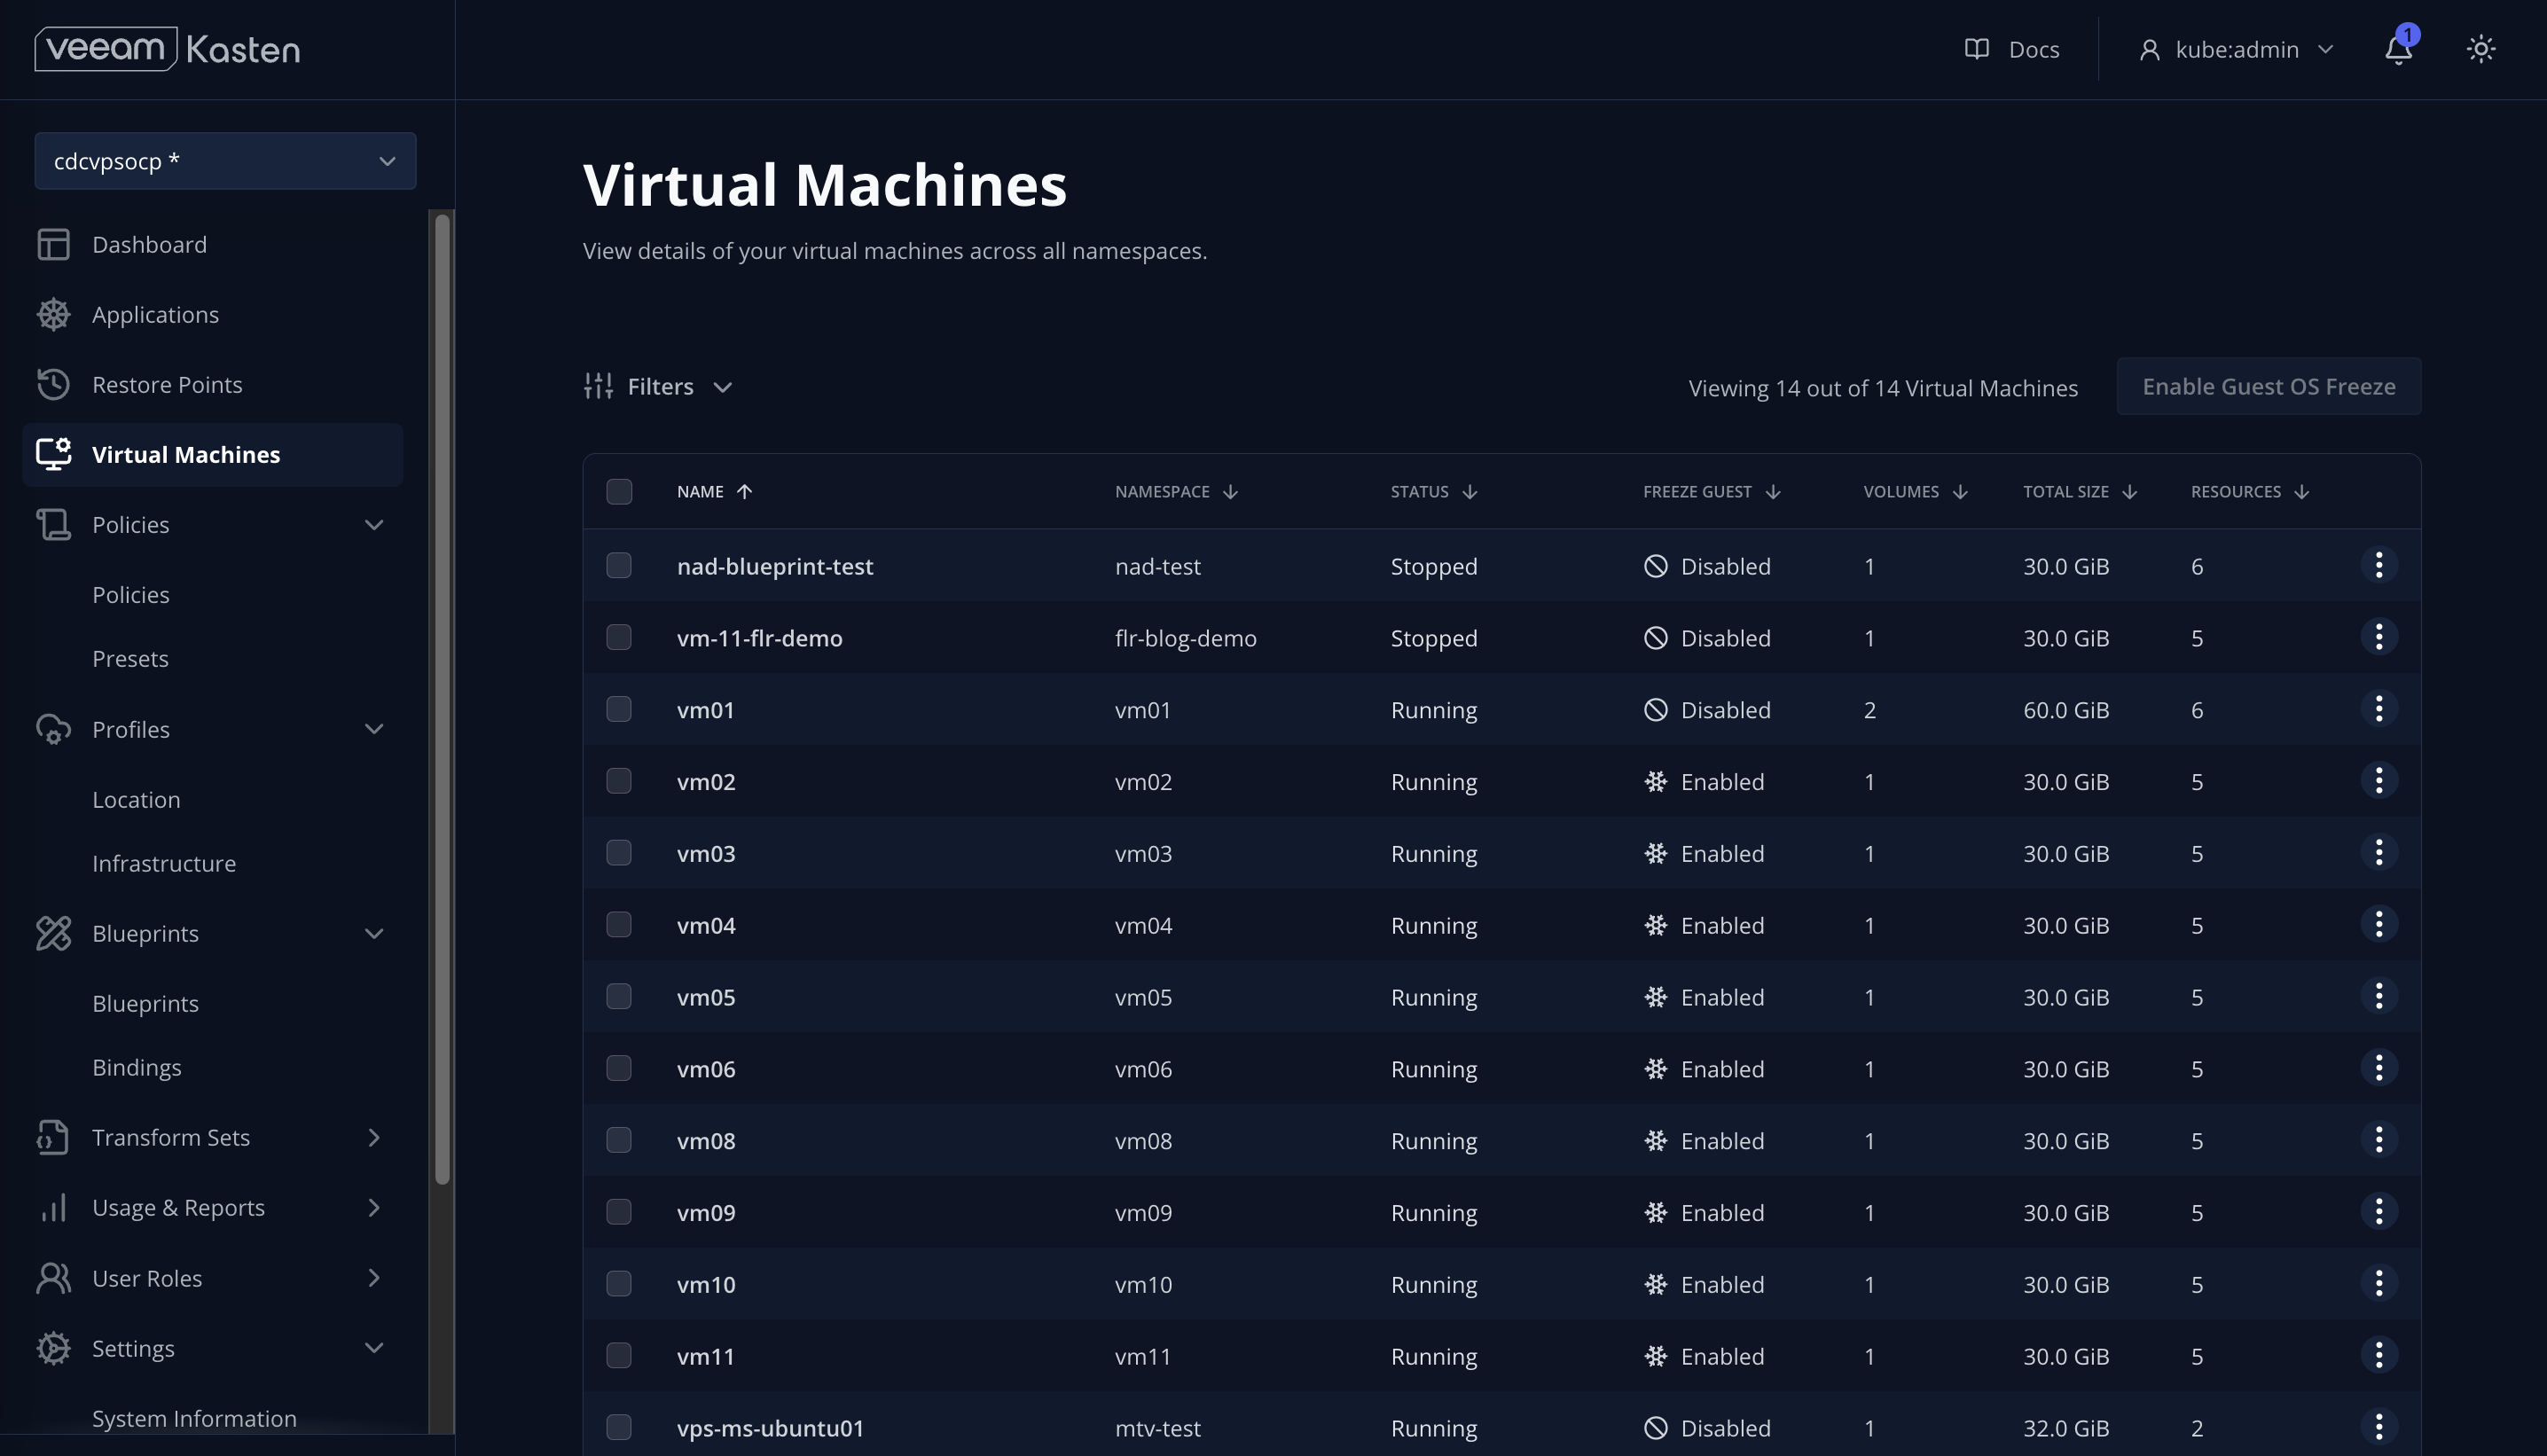 veeam Kasten
Docs
kube:admin
1
cdcvpsocp *
Dashboard
Applications
Restore Points
Virtual Machines
Policies
Policies
Presets
Profiles
Location
Infrastructure
Blueprints
Blueprints
Bindings
Transform Sets
Usage & Reports
User Roles
Settings
System Information
Virtual Machines
View details of your virtual machines across all namespaces.
Filters
Viewing 14 out of 14 Virtual Machines
Enable Guest OS Freeze
NAME NAMESPACE STATUS FREEZE GUEST VOLUMES TOTAL SIZE RESOURCES
nad-blueprint-test nad-test Stopped Disabled 1 30.0 GiB 6
vm-11-flr-demo flr-blog-demo Stopped Disabled 1 30.0 GiB 5
vm01 vm01 Running Disabled 2 60.0 GiB 6
vm02 vm02 Running Enabled 1 30.0 GiB 5
vm03 vm03 Running Enabled 1 30.0 GiB 5
vm04 vm04 Running Enabled 1 30.0 GiB 5
vm05 vm05 Running Enabled 1 30.0 GiB 5
vm06 vm06 Running Enabled 1 30.0 GiB 5
vm08 vm08 Running Enabled 1 30.0 GiB 5
vm09 vm09 Running Enabled 1 30.0 GiB 5
vm10 vm10 Running Enabled 1 30.0 GiB 5
vm11 vm11 Running Enabled 1 30.0 GiB 5
vps-ms-ubuntu01 mtv-test Running Disabled 1 32.0 GiB 2